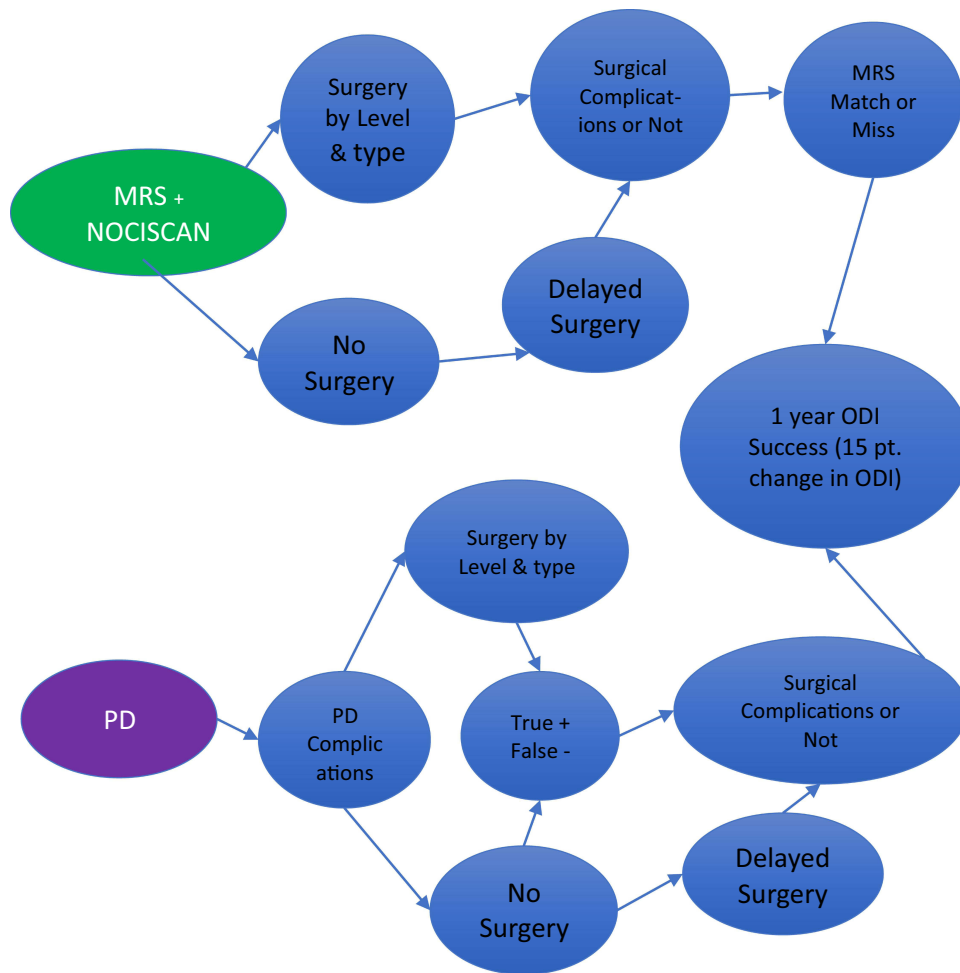 Surgery
by Level
& type
Surgical
Complicat-
ions or Not
MRS
Match or
Miss
MRS +
NOCISCAN
No
Surgery
Delayed
Surgery
1 year ODI
Success (15 pt.
change in ODI)
Surgery by
Level & type
PD
PD
Complic
ations
True +
False -
Surgical
Complications or
Not
No
Surgery
Delayed
Surgery